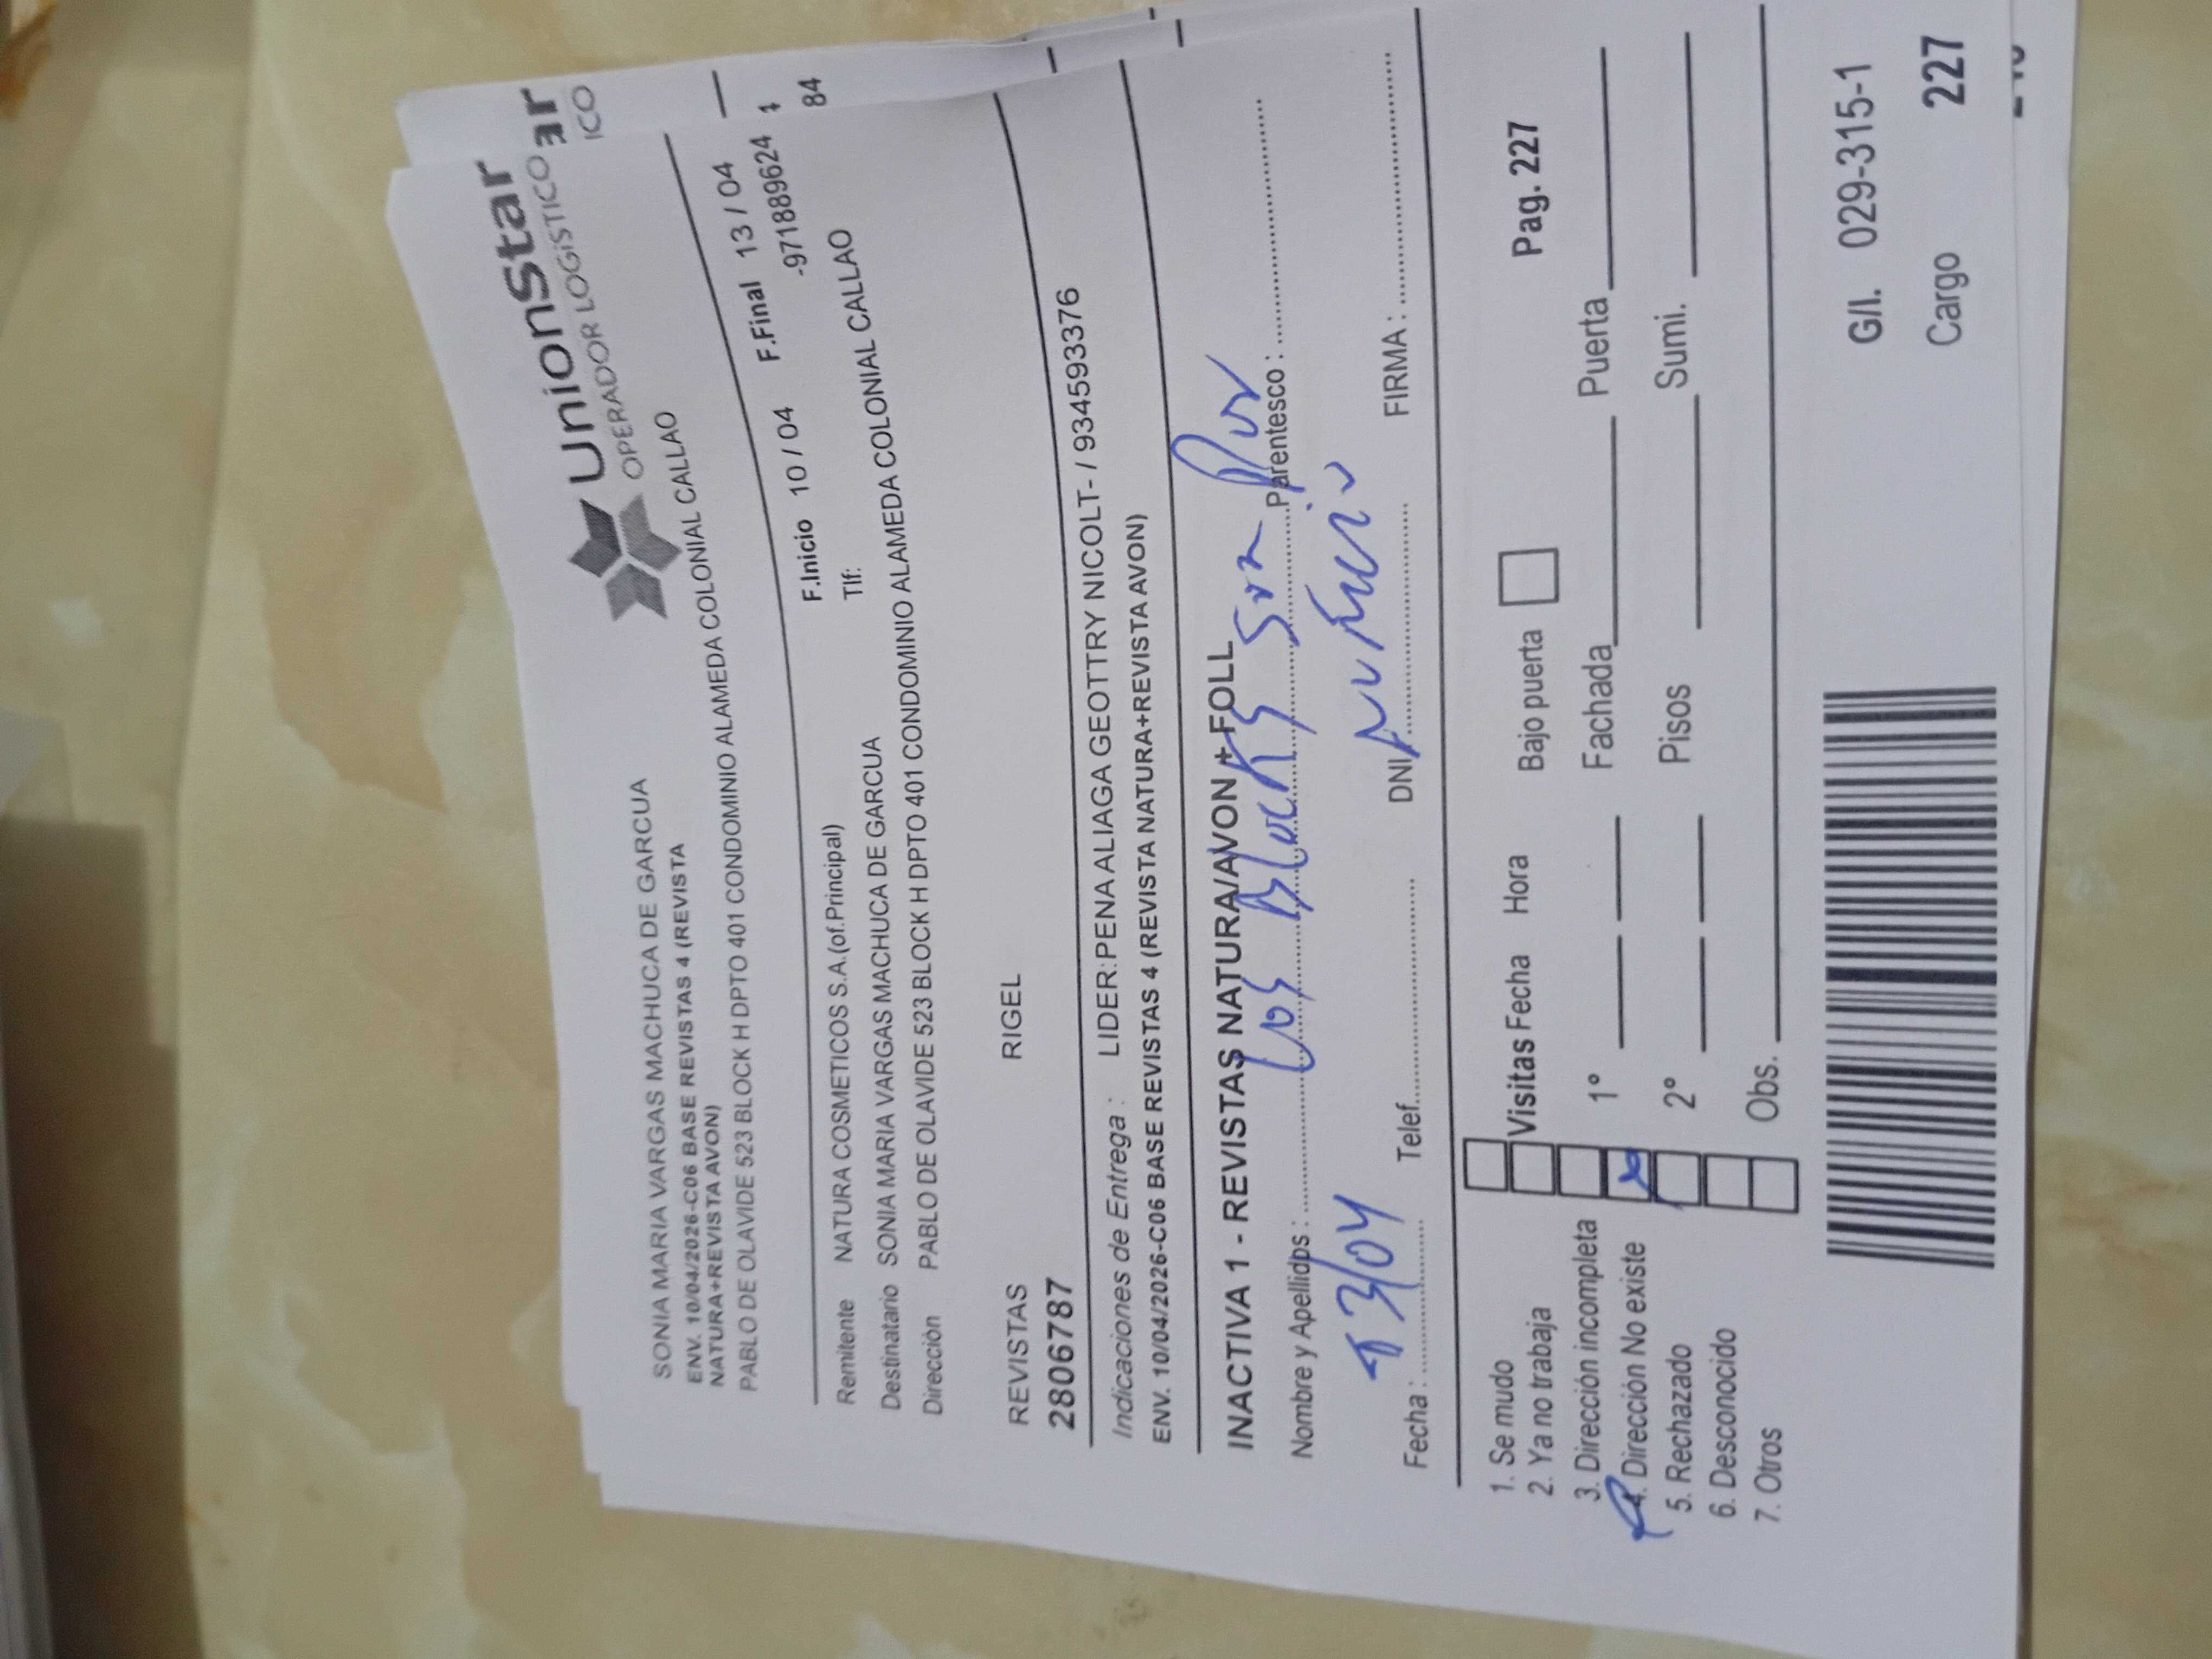 Unionstar
OPERADOR LOGÍSTICO
SONIA MARIA VARGAS MACHUCA DE GARCUA
ENV. 10/04/2026-C06 BASE REVISTAS 4 (REVISTA
NATURA+REVISTA AVON)
PABLO DE OLAVIDE 523 BLOCK H DPTO 401 CONDOMINIO ALAMEDA COLONIAL CALLAO
F.Inicio 10 / 04 F.Final 13 / 04
Remitente NATURA COSMETICOS S.A.(of.Principal) Tlf: -971889624
Destinatario SONIA MARIA VARGAS MACHUCA DE GARCUA
Dirección PABLO DE OLAVIDE 523 BLOCK H DPTO 401 CONDOMINIO ALAMEDA COLONIAL CALLAO
REVISTAS RIGEL
2806787
Indicaciones de Entrega : LIDER:PENA ALIAGA GEOTTRY NICOLT- / 934593376
ENV. 10/04/2026-C06 BASE REVISTAS 4 (REVISTA NATURA+REVISTA AVON)
INACTIVA 1 - REVISTAS NATURA/AVON + FOLL
Nombre y Apellidos : Los Blocks son Por Parentesco :
Fecha : 13/04 Telef. DNI FIRMA :
1. Se mudo
2. Ya no trabaja Visitas Fecha Hora Bajo puerta Pag. 227
3. Dirección incompleta 1º Fachada Puerta
4. Dirección No existe
5. Rechazado 2º Pisos Sumi.
6. Desconocido
7. Otros Obs.
G/I. 029-315-1
Cargo 227
ar
ICO
84